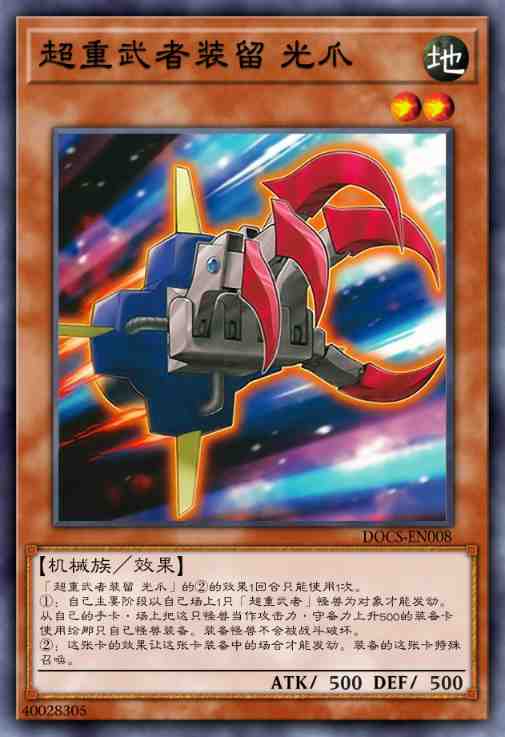 超重武者装留 光爪
地
DOCS-EN008
【机械族／效果】
「超重武者装留 光爪」的②的效果1回合只能使用1次。
①：自己主要阶段以自己场上1只「超重武者」怪兽为对象才能发动。
从自己的手卡·场上把这只怪兽当作攻击力·守备力上升500的装备卡
使用给那只自己怪兽装备。装备怪兽不会被战斗破坏。
②：这张卡的效果让这张卡装备中的场合才能发动。装备的这张卡特殊
召唤。
ATK/ 500 DEF/ 500
40028305